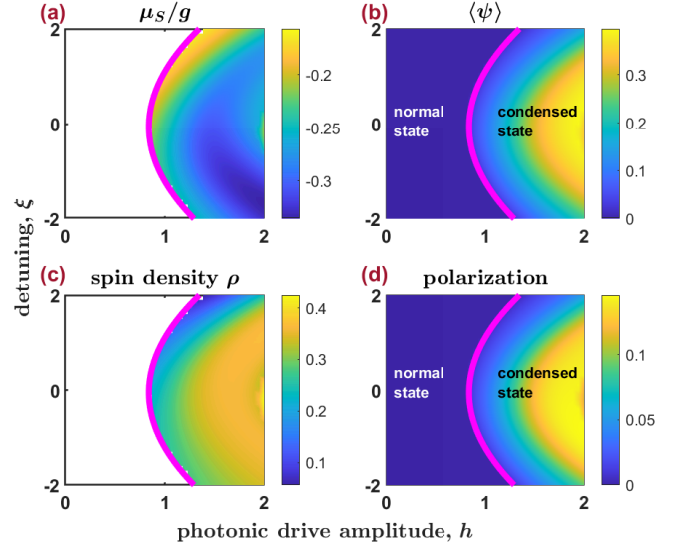 (a) μ_S/g (b) ⟨ψ⟩
2 2
-0.2 0.3
normal state condensed state
0 -0.25 0 0.2
-0.3 0.1
-2 -2 0
0 1 2 0 1 2
detuning, ξ
(c) spin density ρ (d) polarization
2 2
0.4
0.1
normal state condensed state
0 0.3 0
0.2 0.05
0.1
-2 -2 0
0 1 2 0 1 2
photonic drive amplitude, h